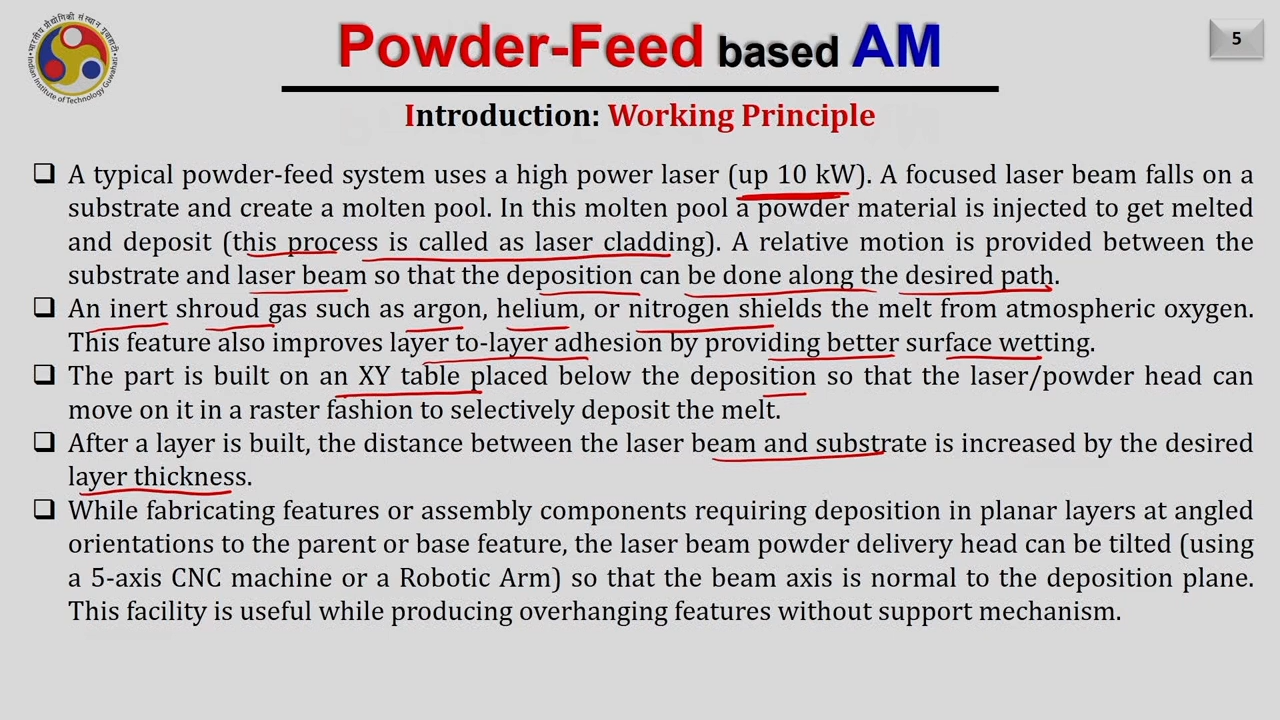 Powder-Feed based AM
5
Introduction: Working Principle
❑ A typical powder-feed system uses a high power laser (up 10 kW). A focused laser beam falls on a
substrate and create a molten pool. In this molten pool a powder material is injected to get melted
and deposit (this process is called as laser cladding). A relative motion is provided between the
substrate and laser beam so that the deposition can be done along the desired path.
❑ An inert shroud gas such as argon, helium, or nitrogen shields the melt from atmospheric oxygen.
This feature also improves layer to-layer adhesion by providing better surface wetting.
❑ The part is built on an XY table placed below the deposition so that the laser/powder head can
move on it in a raster fashion to selectively deposit the melt.
❑ After a layer is built, the distance between the laser beam and substrate is increased by the desired
layer thickness.
❑ While fabricating features or assembly components requiring deposition in planar layers at angled
orientations to the parent or base feature, the laser beam powder delivery head can be tilted (using
a 5-axis CNC machine or a Robotic Arm) so that the beam axis is normal to the deposition plane.
This facility is useful while producing overhanging features without support mechanism.